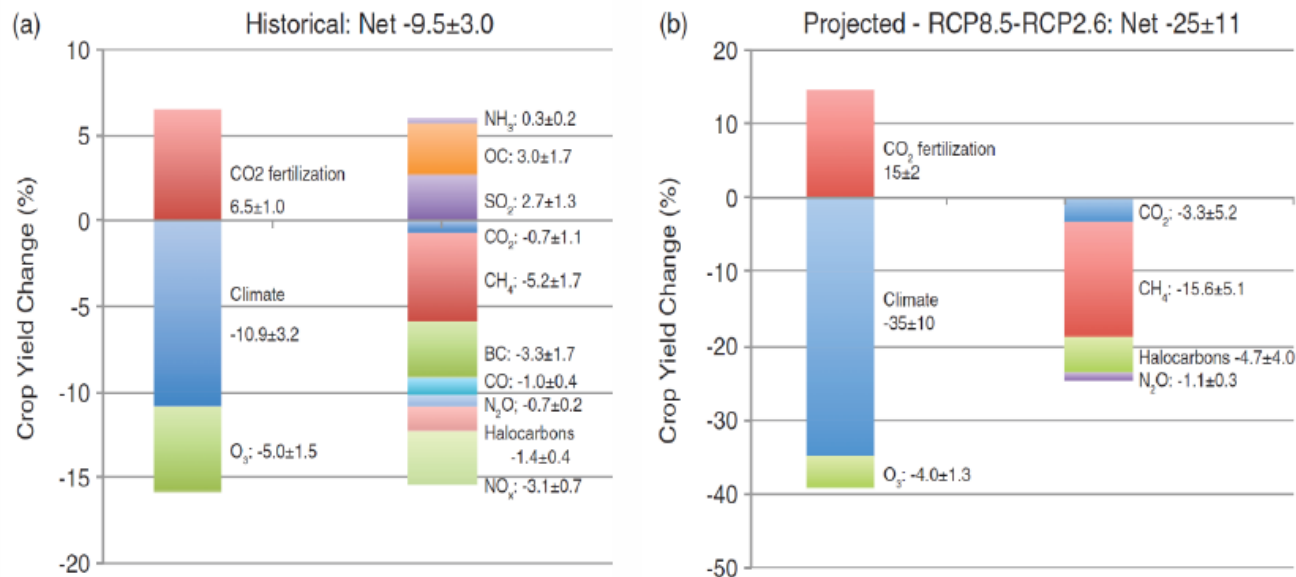 (a) Historical: Net -9.5±3.0
Crop Yield Change (%)
10
5
0
-5
-10
-15
-20
CO2 fertilization
6.5±1.0
Climate
-10.9±3.2
O₃: -5.0±1.5
NH₃: 0.3±0.2
OC: 3.0±1.7
SO₂: 2.7±1.3
CO₂: -0.7±1.1
CH₄: -5.2±1.7
BC: -3.3±1.7
CO: -1.0±0.4
N₂O; -0.7±0.2
Halocarbons
-1.4±0.4
NOₓ: -3.1±0.7
(b) Projected - RCP8.5-RCP2.6: Net -25±11
Crop Yield Change (%)
20
10
0
-10
-20
-30
-40
-50
CO₂ fertilization
15±2
Climate
-35±10
O₃: -4.0±1.3
CO₂: -3.3±5.2
CH₄: -15.6±5.1
Halocarbons -4.7±4.0
N₂O: -1.1±0.3